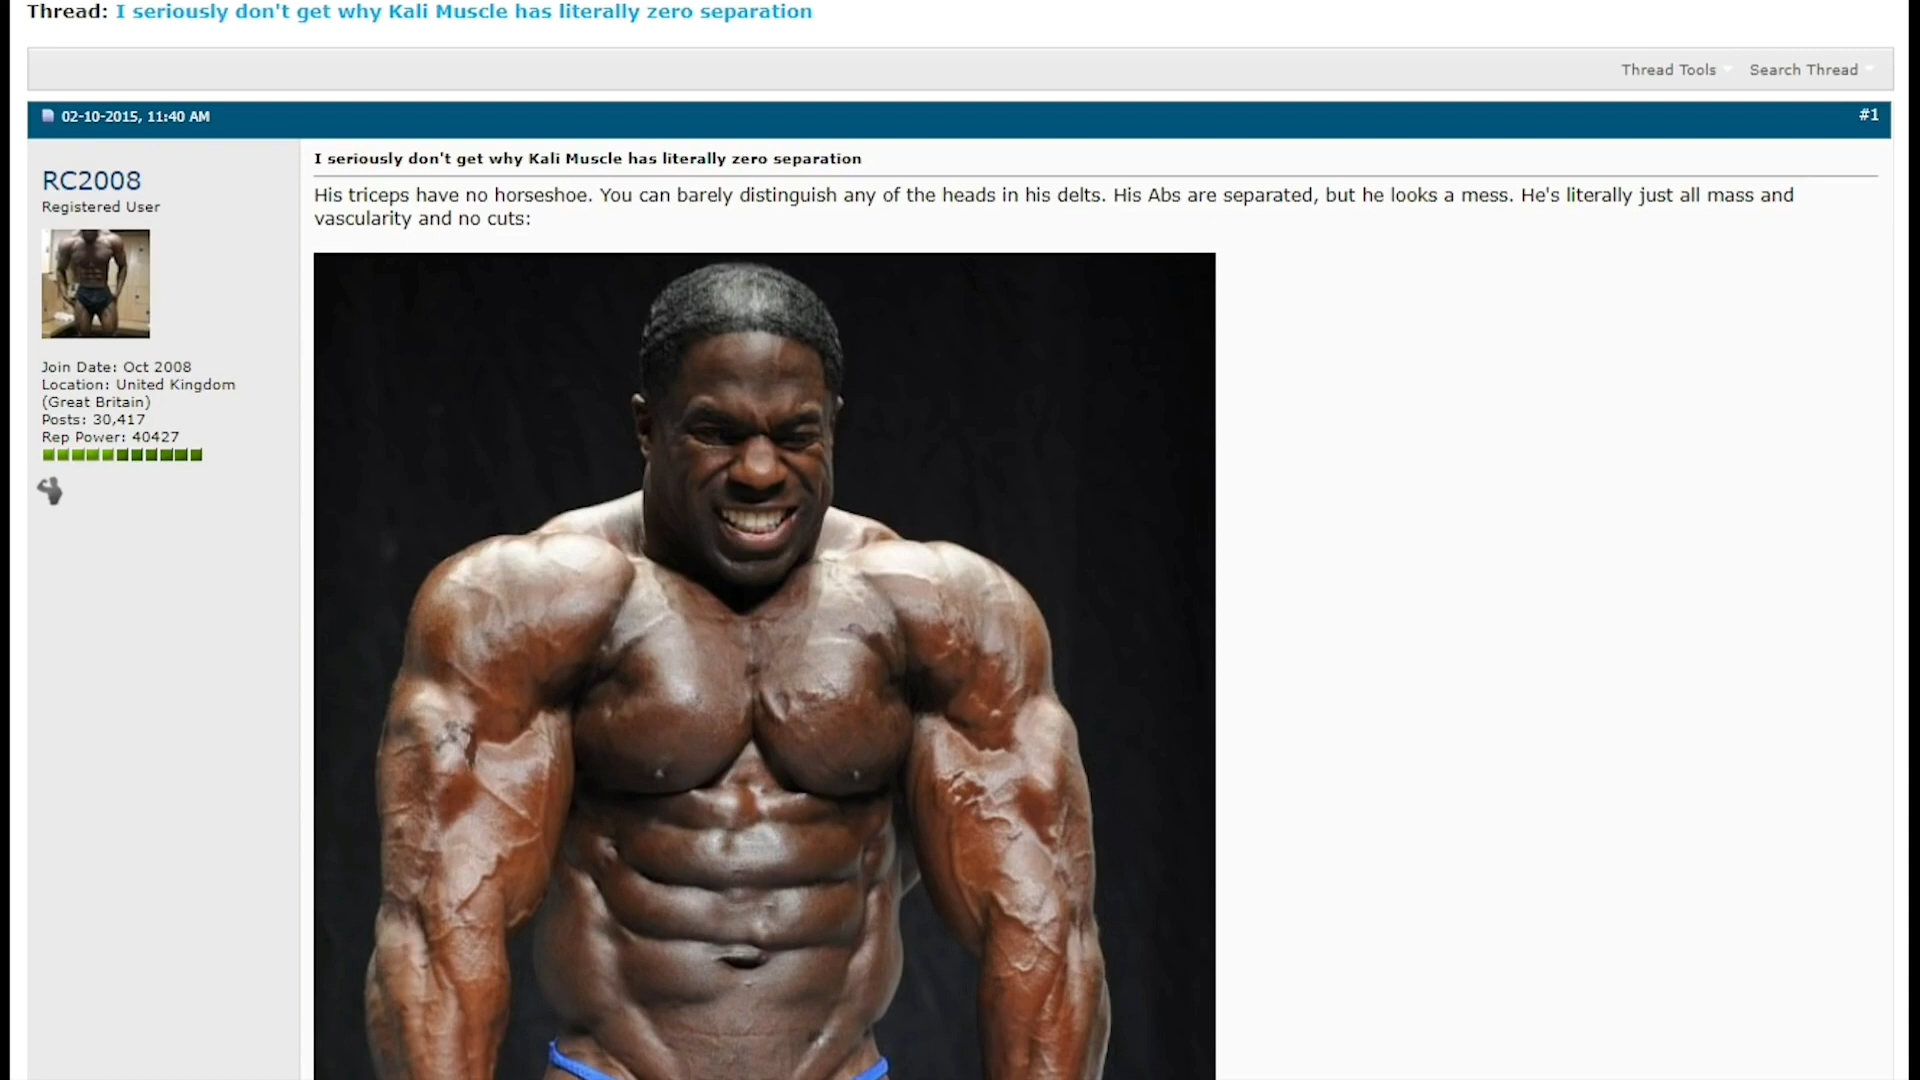 Thread: I seriously don't get why Kali Muscle has literally zero separation
Thread Tools
Search Thread
02-10-2015, 11:40 AM
#1
RC2008
Registered User
Join Date: Oct 2008
Location: United Kingdom
(Great Britain)
Posts: 30,417
Rep Power: 40427
I seriously don't get why Kali Muscle has literally zero separation
His triceps have no horseshoe. You can barely distinguish any of the heads in his delts. His Abs are separated, but he looks a mess. He's literally just all mass and
vascularity and no cuts: